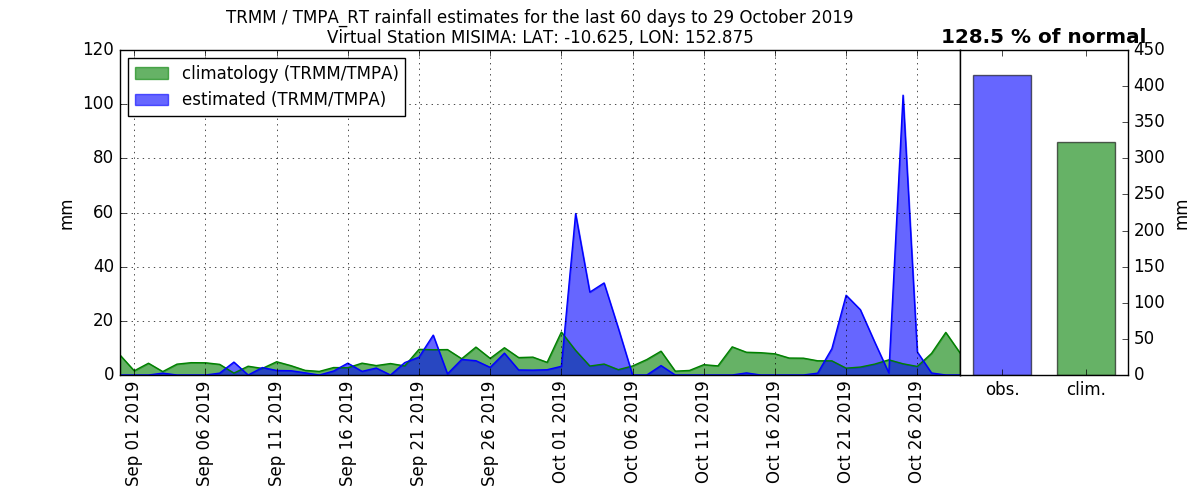 TRMM / TMPA_RT rainfall estimates for the last 60 days to 29 October 2019
Virtual Station MISIMA: LAT: -10.625, LON: 152.875
128.5 % of normal
climatology (TRMM/TMPA)
estimated (TRMM/TMPA)
mm
120
100
80
60
40
20
0
450
400
350
300
250
200
150
100
50
0
mm
Sep 01 2019
Sep 06 2019
Sep 11 2019
Sep 16 2019
Sep 21 2019
Sep 26 2019
Oct 01 2019
Oct 06 2019
Oct 11 2019
Oct 16 2019
Oct 21 2019
Oct 26 2019
obs.
clim.